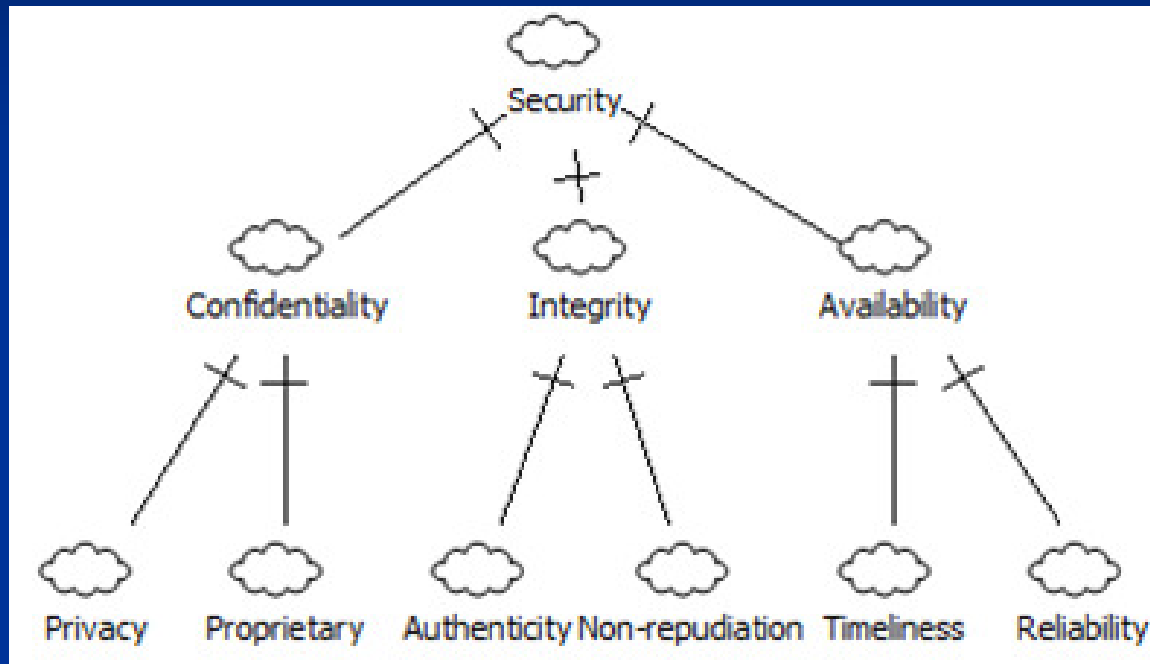 Security
Confidentiality Integrity Availability
Privacy Proprietary Authenticity Non-repudiation Timeliness Reliability